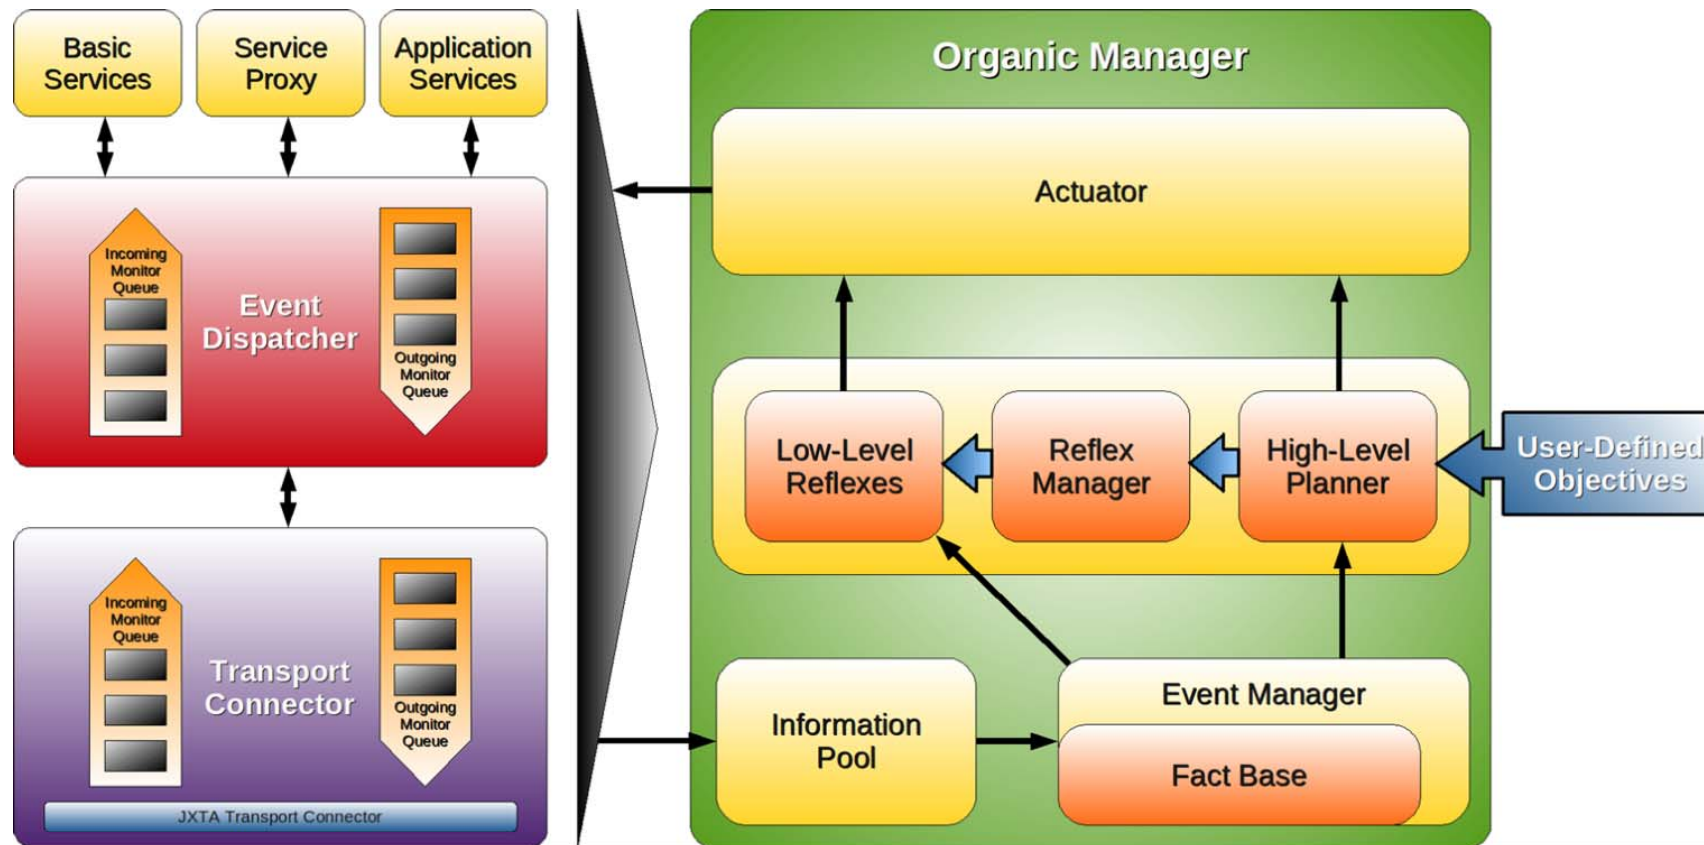 Basic
Services
Service
Proxy
Application
Services
Incoming
Monitor
Queue
Event
Dispatcher
Outgoing
Monitor
Queue
Incoming
Monitor
Queue
Transport
Connector
Outgoing
Monitor
Queue
JXTA Transport Connector
Organic Manager
Actuator
Low-Level
Reflexes
Reflex
Manager
High-Level
Planner
User-Defined
Objectives
Information
Pool
Event Manager
Fact Base